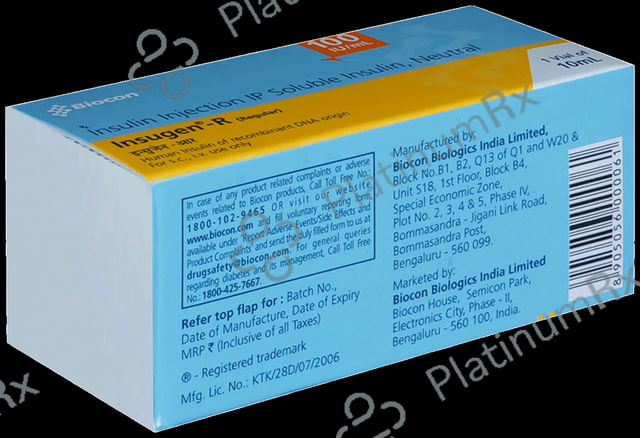 100
IU/mL
Biocon
Insulin Injection IP Soluble Insulin, Neutral
1 Vial of
10mL
Insugen®-R (Regular)
इन्सुजेन - आर
Human Insulin of recombinant DNA origin
For s.c., i.v. use only
In case of any product related complaints or adverse
events related to Biocon products, Call Toll Free No.
1800-102-9465 OR visit our website
www.biocon.com and fill voluntary reporting form
available under Report Adverse Events/Side Effects and
Product Complaints and send the duly filled form to us at
drugsafety@biocon.com. For general queries
regarding diabetes and its management, Call Toll Free
No.: 1800-425-7667.
Refer top flap for : Batch No.,
Date of Manufacture, Date of Expiry
MRP ₹ (Inclusive of all Taxes)
® - Registered trademark
Mfg. Lic. No.: KTK/28D/07/2006
Manufactured by:
Biocon Biologics India Limited,
Block No.B1, B2, Q13 of Q1 and W20 &
Unit S18, 1st Floor, Block B4,
Special Economic Zone,
Plot No. 2, 3, 4 & 5, Phase IV,
Bommasandra - Jigani Link Road,
Bommasandra Post,
Bengaluru - 560 099.
Marketed by:
Biocon Biologics India Limited
Biocon House, Semicon Park,
Electronics City, Phase - II,
Bengaluru - 560 100, India.
8905056000061
PlatinumRx
PlatinumRx
PlatinumRx
Rx